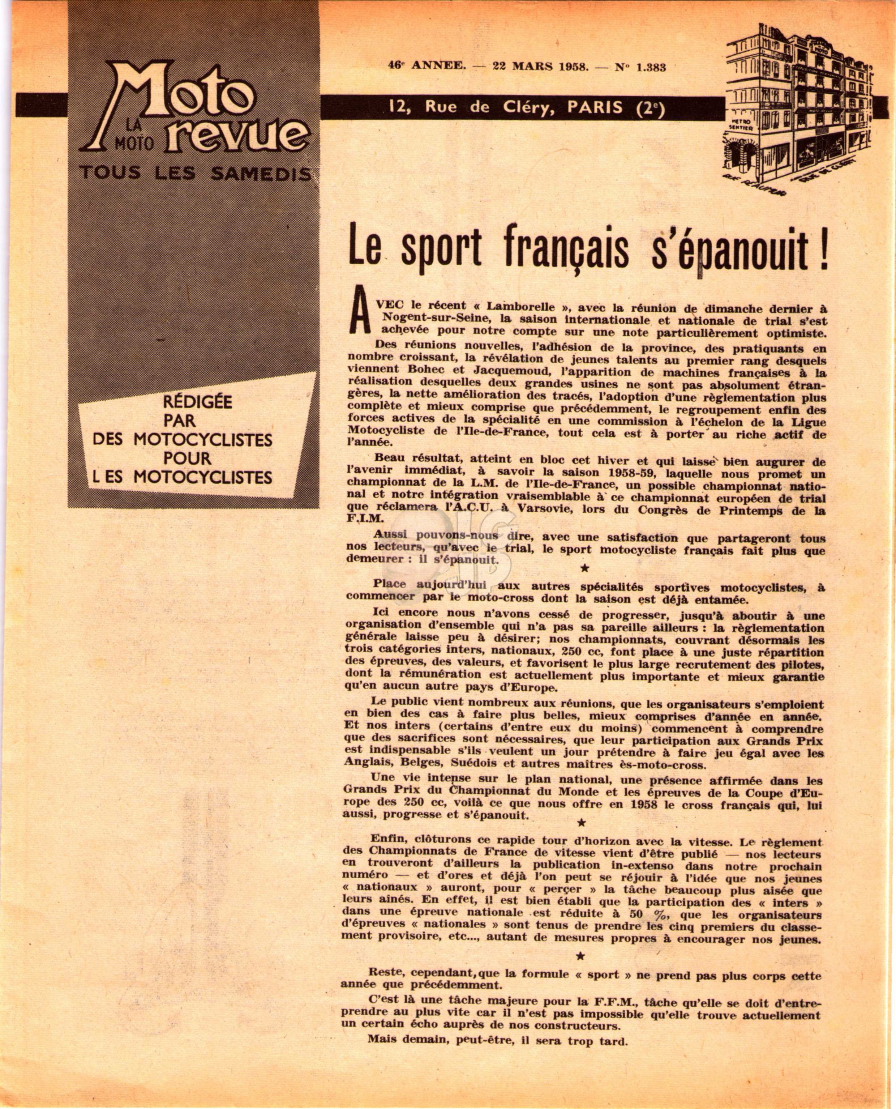 46e ANNEE. — 22 MARS 1958. — No 1.383
12, Rue de Cléry, PARIS (2e)
Moto
LA
MOTO
revue
TOUS LES SAMEDIS
METRO
SENTIER
RUE RÉAUMUR
RUE DE CLERY
RÉDIGÉE
PAR
DES MOTOCYCLISTES
POUR
LES MOTOCYCLISTES
Le sport français s'épanouit !
AVEC le récent « Lamborelle », avec la réunion de dimanche dernier à
Nogent-sur-Seine, la saison internationale et nationale de trial s'est
achevée pour notre compte sur une note particulièrement optimiste.
Des réunions nouvelles, l'adhésion de la province, des pratiquants en
nombre croissant, la révélation de jeunes talents au premier rang desquels
viennent Bohec et Jacquemoud, l'apparition de machines françaises à la
réalisation desquelles deux grandes usines ne sont pas absolument étran-
gères, la nette amélioration des tracés, l'adoption d'une règlementation plus
complète et mieux comprise que précédemment, le regroupement enfin des
forces actives de la spécialité en une commission à l'échelon de la Ligue
Motocycliste de l'Ile-de-France, tout cela est à porter au riche actif de
l'année.
Beau résultat, atteint en bloc cet hiver et qui laisse bien augurer de
l'avenir immédiat, à savoir la saison 1958-59, laquelle nous promet un
championnat de la L.M. de l'Ile-de-France, un possible championnat natio-
nal et notre intégration vraisemblable à ce championnat européen de trial
que réclamera l'A.C.U. à Varsovie, lors du Congrès de Printemps de la
F.I.M.
Aussi pouvons-nous dire, avec une satisfaction que partageront tous
nos lecteurs, qu'avec le trial, le sport motocycliste français fait plus que
demeurer : il s'épanouit.
★
Place aujourd'hui aux autres spécialités sportives motocyclistes, à
commencer par le moto-cross dont la saison est déjà entamée.
Ici encore nous n'avons cessé de progresser, jusqu'à aboutir à une
organisation d'ensemble qui n'a pas sa pareille ailleurs : la règlementation
générale laisse peu à désirer; nos championnats, couvrant désormais les
trois catégories inters, nationaux, 250 cc, font place à une juste répartition
des épreuves, des valeurs, et favorisent le plus large recrutement des pilotes,
dont la rémunération est actuellement plus importante et mieux garantie
qu'en aucun autre pays d'Europe.
Le public vient nombreux aux réunions, que les organisateurs s'emploient
en bien des cas à faire plus belles, mieux comprises d'année en année.
Et nos inters (certains d'entre eux du moins) commencent à comprendre
que des sacrifices sont nécessaires, que leur participation aux Grands Prix
est indispensable s'ils veulent un jour prétendre à faire jeu égal avec les
Anglais, Belges, Suédois et autres maîtres ès-moto-cross.
Une vie intense sur le plan national, une présence affirmée dans les
Grands Prix du Championnat du Monde et les épreuves de la Coupe d'Eu-
rope des 250 cc, voilà ce que nous offre en 1958 le cross français qui, lui
aussi, progresse et s'épanouit.
★
Enfin, clôturons ce rapide tour d'horizon avec la vitesse. Le règlement
des Championnats de France de vitesse vient d'être publié — nos lecteurs
en trouveront d'ailleurs la publication in-extenso dans notre prochain
numéro — et d'ores et déjà l'on peut se réjouir à l'idée que nos jeunes
« nationaux » auront, pour « perçer » la tâche beaucoup plus aisée que
leurs ainés. En effet, il est bien établi que la participation des « inters »
dans une épreuve nationale est réduite à 50 %, que les organisateurs
d'épreuves « nationales » sont tenus de prendre les cinq premiers du classe-
ment provisoire, etc..., autant de mesures propres à encourager nos jeunes.
★
Reste, cependant, que la formule « sport » ne prend pas plus corps cette
année que précédemment.
C'est là une tâche majeure pour la F.F.M., tâche qu'elle se doit d'entre-
prendre au plus vite car il n'est pas impossible qu'elle trouve actuellement
un certain écho auprès de nos constructeurs.
Mais demain, peut-être, il sera trop tard.